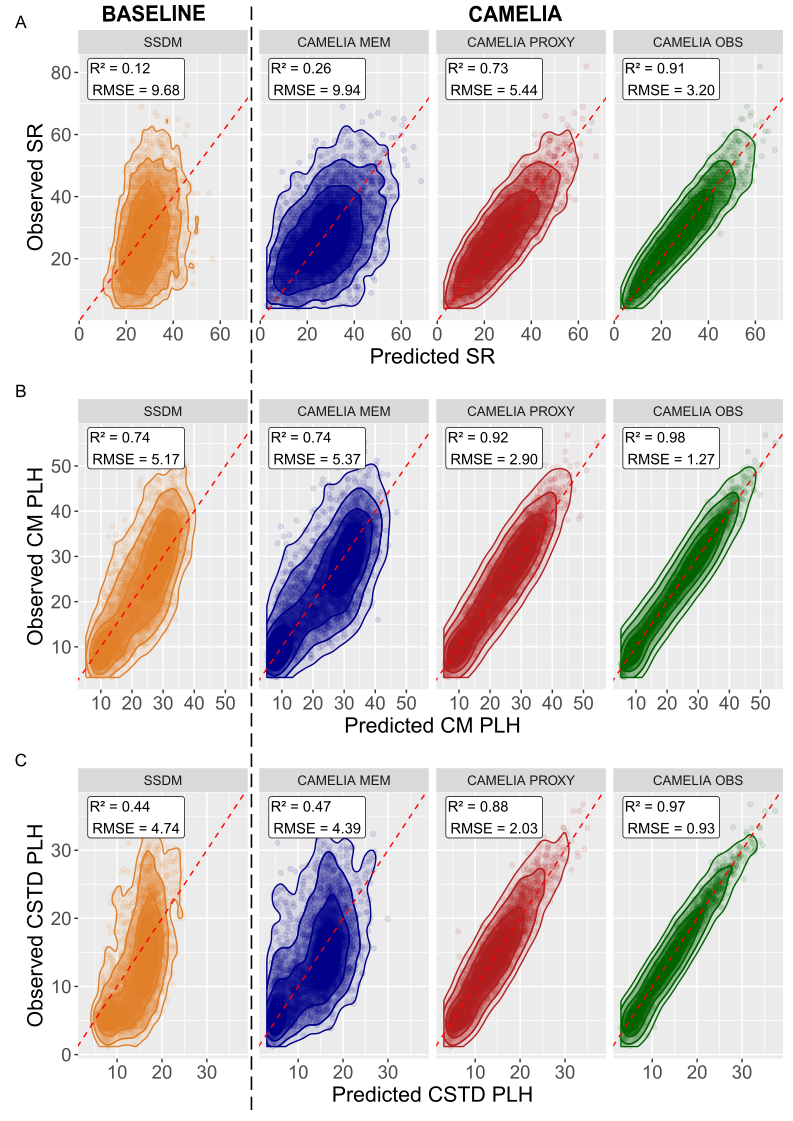 BASELINE CAMELIA
A
SSDM CAMELIA MEM CAMELIA PROXY CAMELIA OBS
R² = 0.12 R² = 0.26 R² = 0.73 R² = 0.91
RMSE = 9.68 RMSE = 9.94 RMSE = 5.44 RMSE = 3.20
80
60
40
20
Observed SR
0 20 40 60 0 20 40 60 0 20 40 60 0 20 40 60
Predicted SR
B
SSDM CAMELIA MEM CAMELIA PROXY CAMELIA OBS
R² = 0.74 R² = 0.74 R² = 0.92 R² = 0.98
RMSE = 5.17 RMSE = 5.37 RMSE = 2.90 RMSE = 1.27
50
40
30
20
10
Observed CM PLH
10 20 30 40 50 10 20 30 40 50 10 20 30 40 50 10 20 30 40 50
Predicted CM PLH
C
SSDM CAMELIA MEM CAMELIA PROXY CAMELIA OBS
R² = 0.44 R² = 0.47 R² = 0.88 R² = 0.97
RMSE = 4.74 RMSE = 4.39 RMSE = 2.03 RMSE = 0.93
30
20
10
0
Observed CSTD PLH
10 20 30 10 20 30 10 20 30 10 20 30
Predicted CSTD PLH